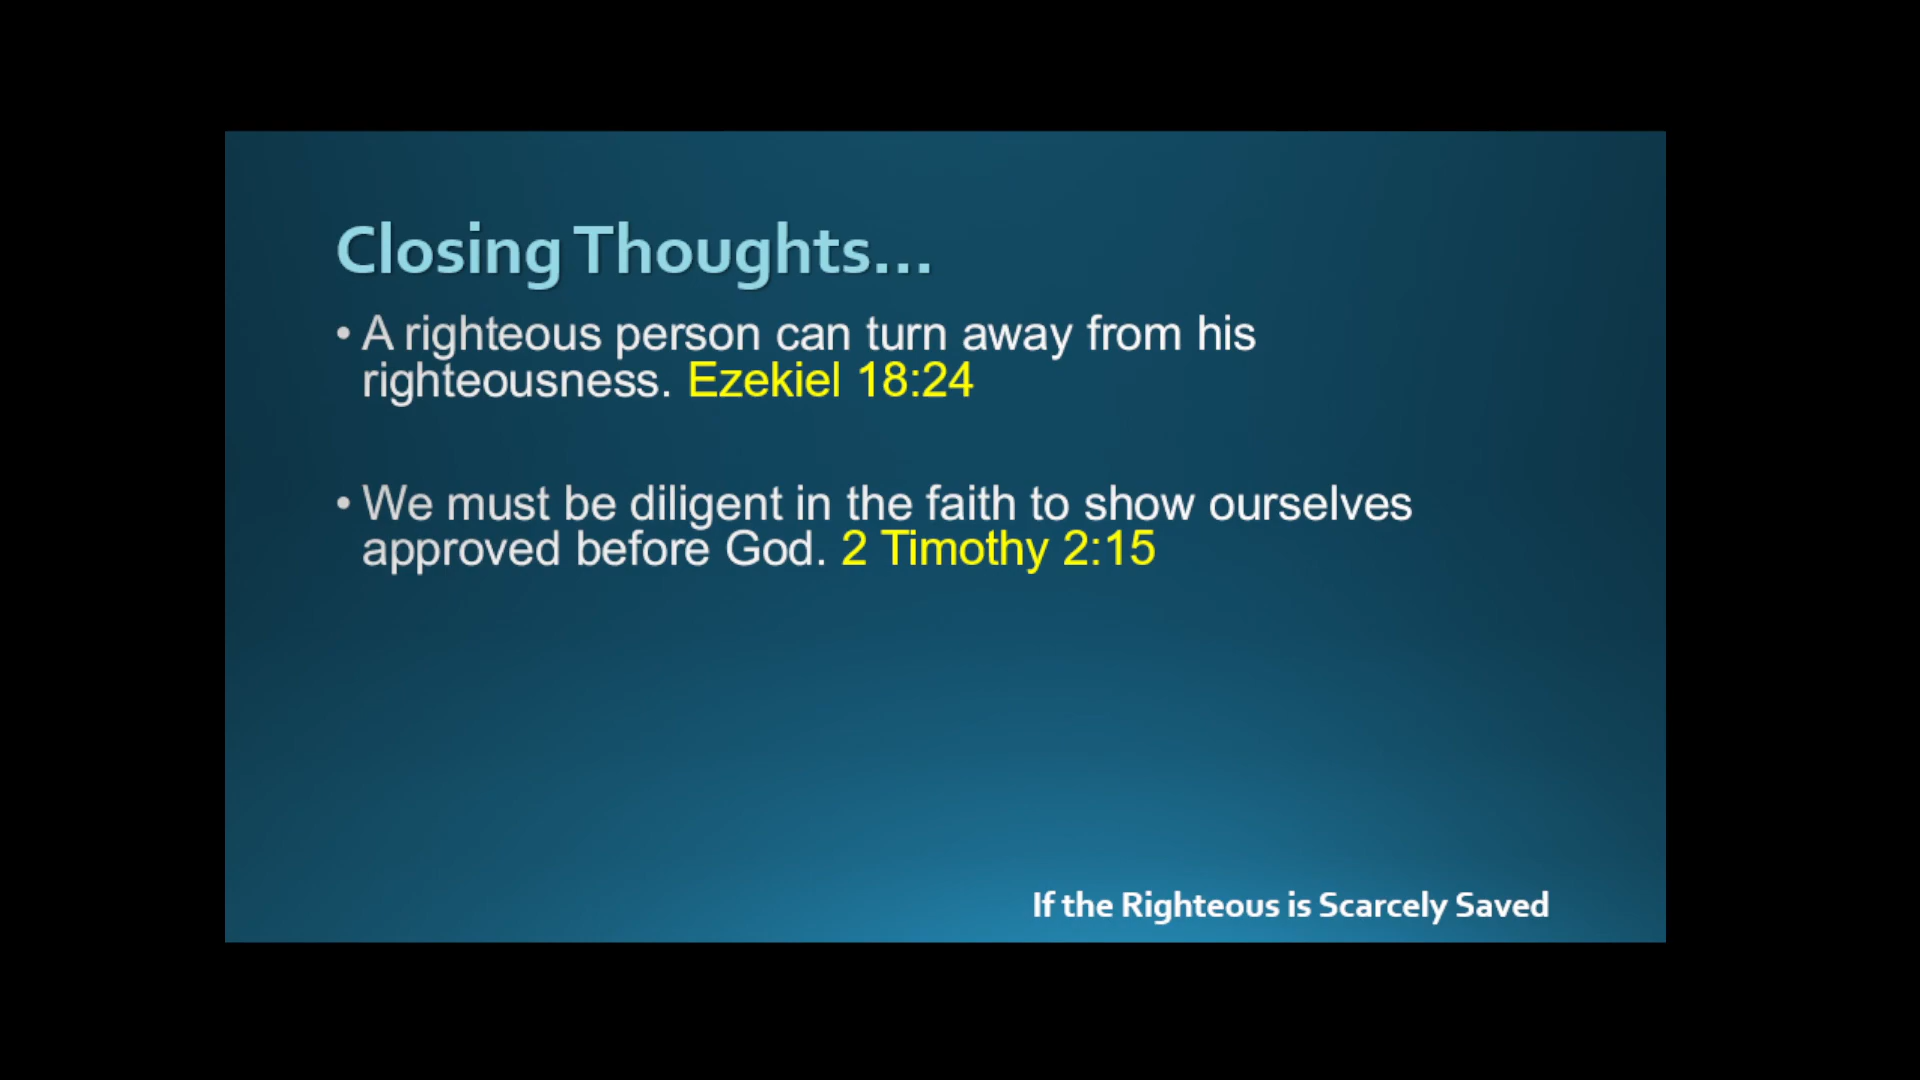 Closing Thoughts...
• A righteous person can turn away from his
righteousness. Ezekiel 18:24
• We must be diligent in the faith to show ourselves
approved before God. 2 Timothy 2:15
If the Righteous is Scarcely Saved